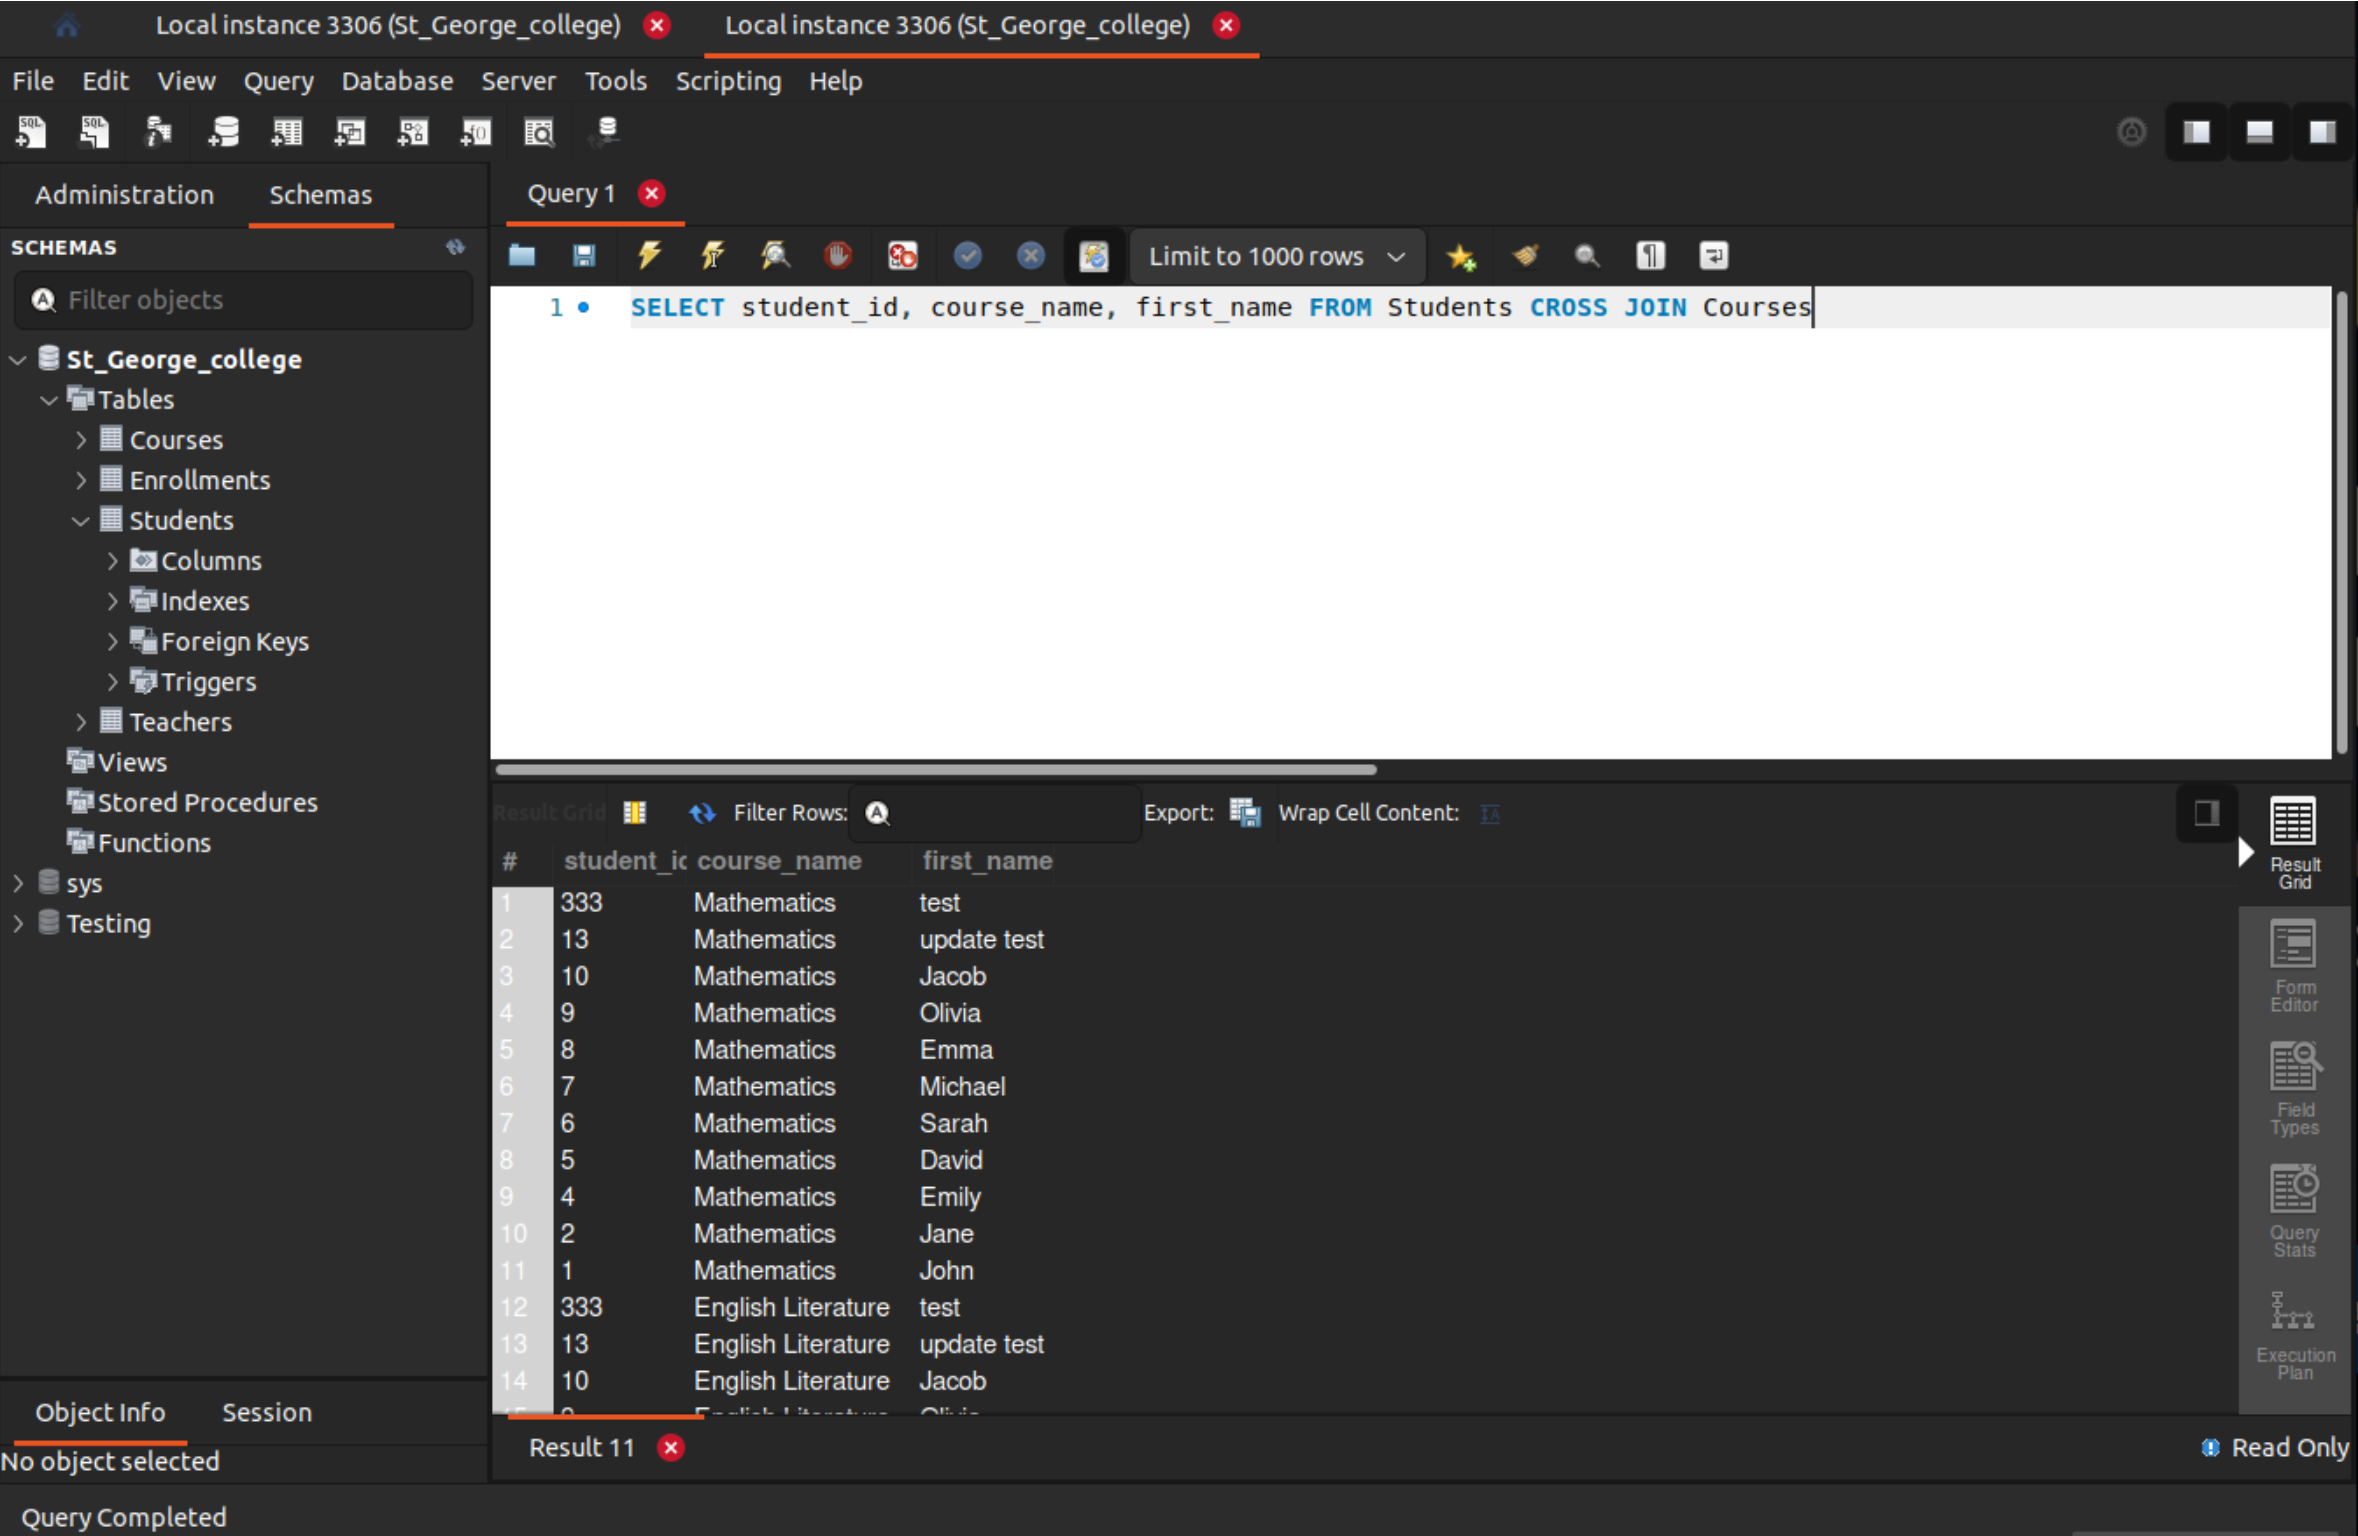 Local instance 3306 (St_George_college)
Local instance 3306 (St_George_college)
File Edit View Query Database Server Tools Scripting Help
Administration
Schemas
SCHEMAS
Filter objects
St_George_college
Tables
Courses
Enrollments
Students
Columns
Indexes
Foreign Keys
Triggers
Teachers
Views
Stored Procedures
Functions
sys
Testing
Object Info
Session
No object selected
Query 1
Limit to 1000 rows
1 SELECT student_id, course_name, first_name FROM Students CROSS JOIN Courses
Result Grid Filter Rows: Export: Wrap Cell Content:
# student_id course_name first_name
1 333 Mathematics test
2 13 Mathematics update test
3 10 Mathematics Jacob
4 9 Mathematics Olivia
5 8 Mathematics Emma
6 7 Mathematics Michael
7 6 Mathematics Sarah
8 5 Mathematics David
9 4 Mathematics Emily
10 2 Mathematics Jane
11 1 Mathematics John
12 333 English Literature test
13 13 English Literature update test
14 10 English Literature Jacob
15 9 English Literature Olivia
Result
Grid
Form
Editor
Field
Types
Query
Stats
Execution
Plan
Result 11
Read Only
Query Completed